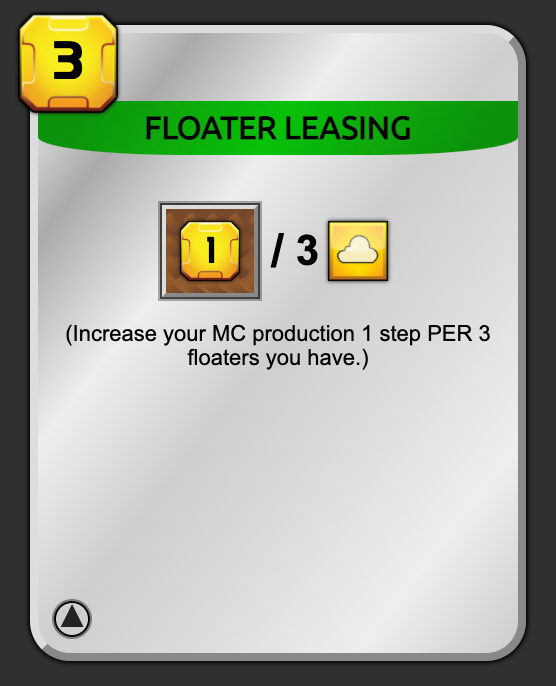 3
FLOATER LEASING
1 / 3
(Increase your MC production 1 step PER 3
floaters you have.)